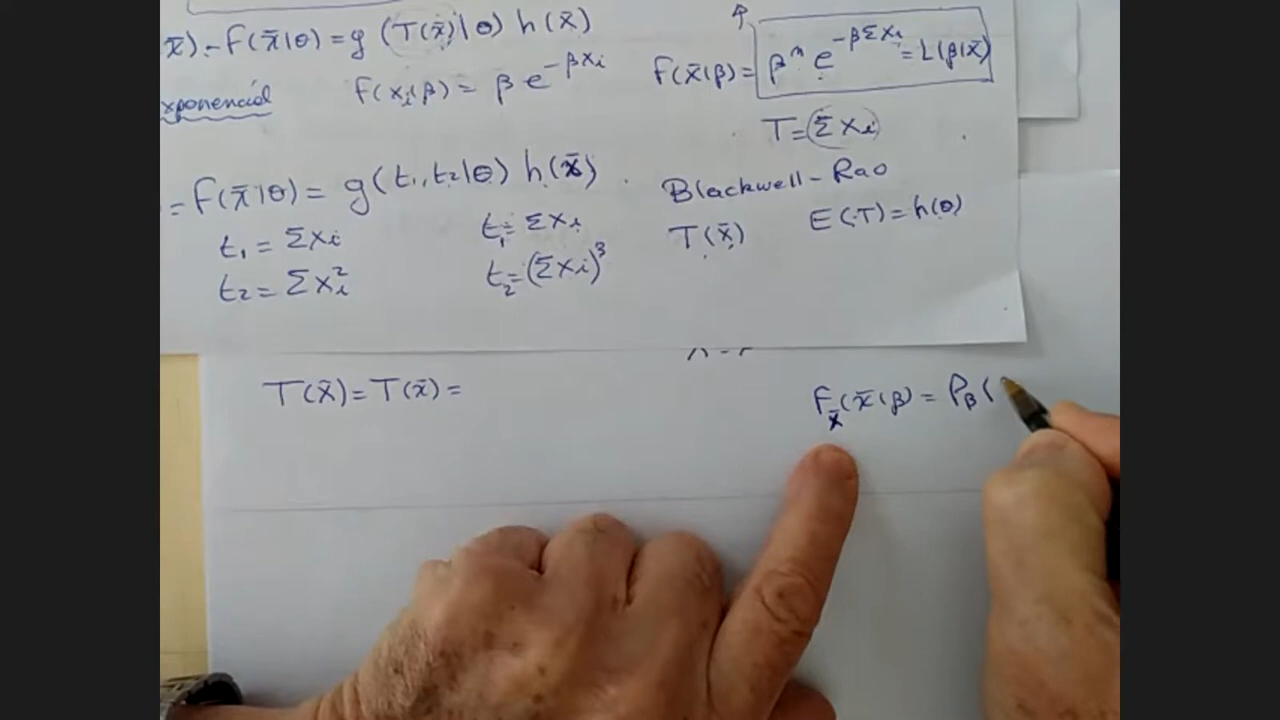 x̄) = f(x̄|θ) = g(T(x̄)|θ) h(x̄)
xponencial f(xᵢ|β) = β e^{-βxᵢ} f(x̄|β) = βⁿ e^{-βΣxᵢ} = L(β|x̄)
T = (Σxᵢ)
= f(x̄|θ) = g(t₁, t₂|θ) h(x̄) Blackwell-Rao
t₁ = Σxᵢ t₁ = Σxᵢ T(x̄) E(T) = h(θ)
t₂ = Σxᵢ² t₂ = (Σxᵢ)³
T(x̄) = T(x̄) = F_x̄(x̄|β) = P_β(